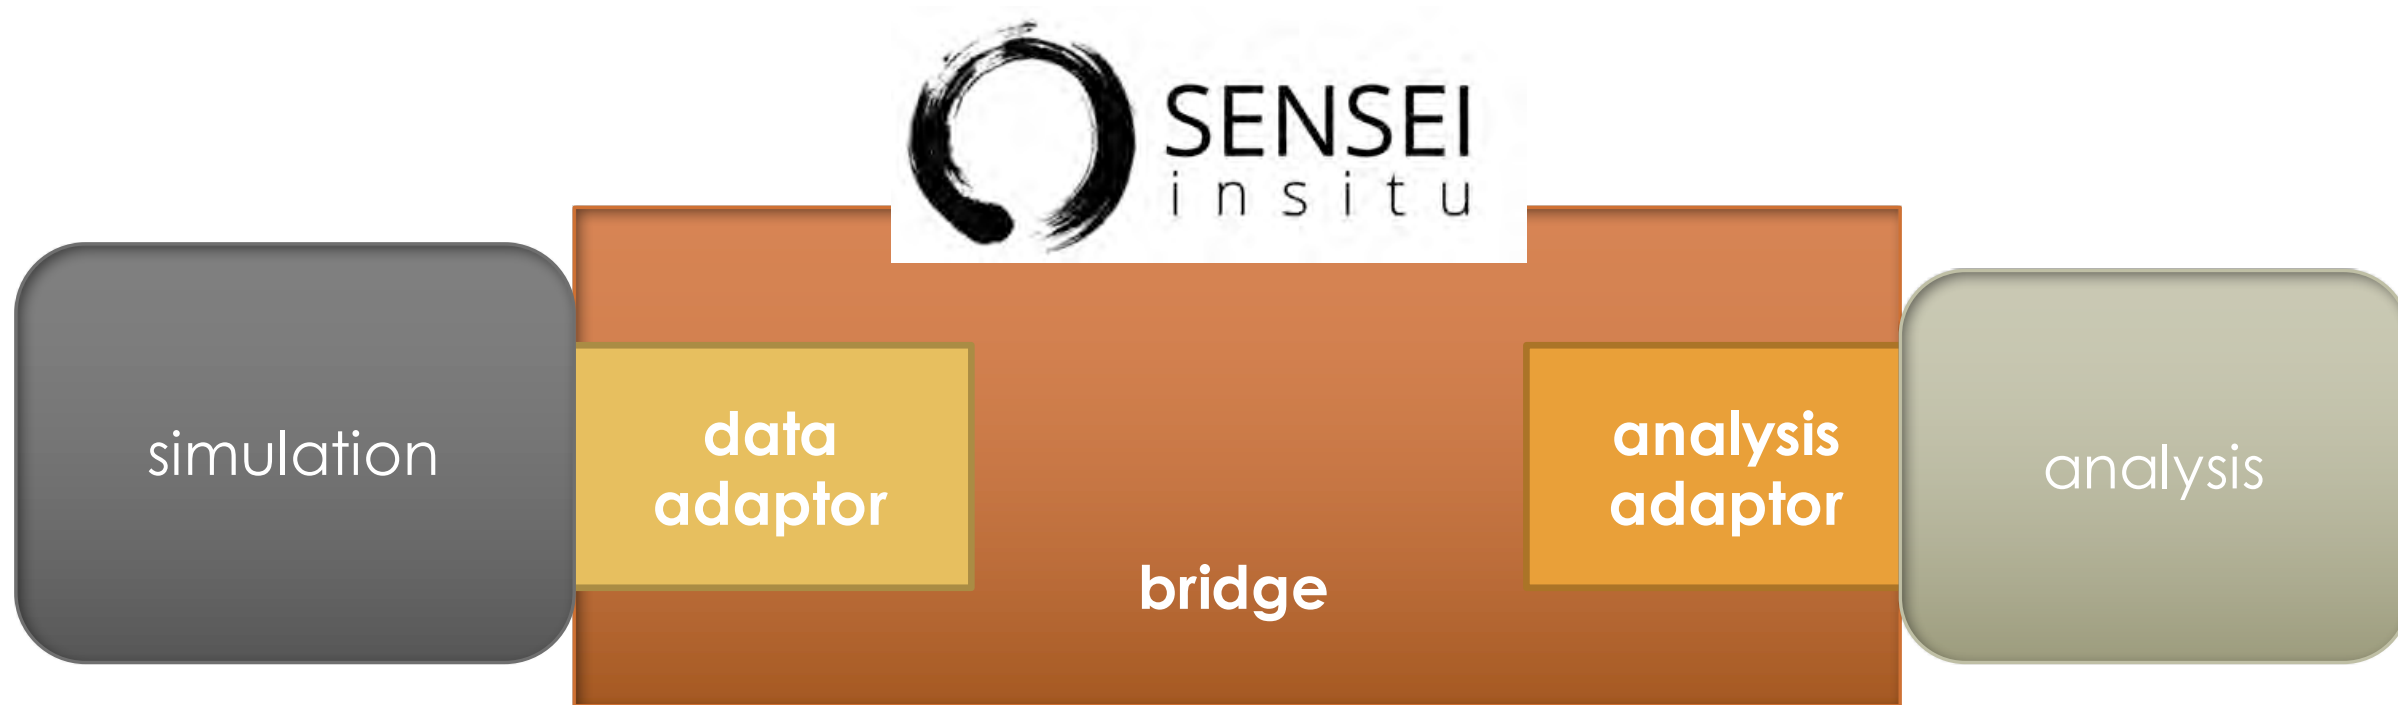 SENSEI
insitu
simulation
data
adaptor
bridge
analysis
adaptor
analysis